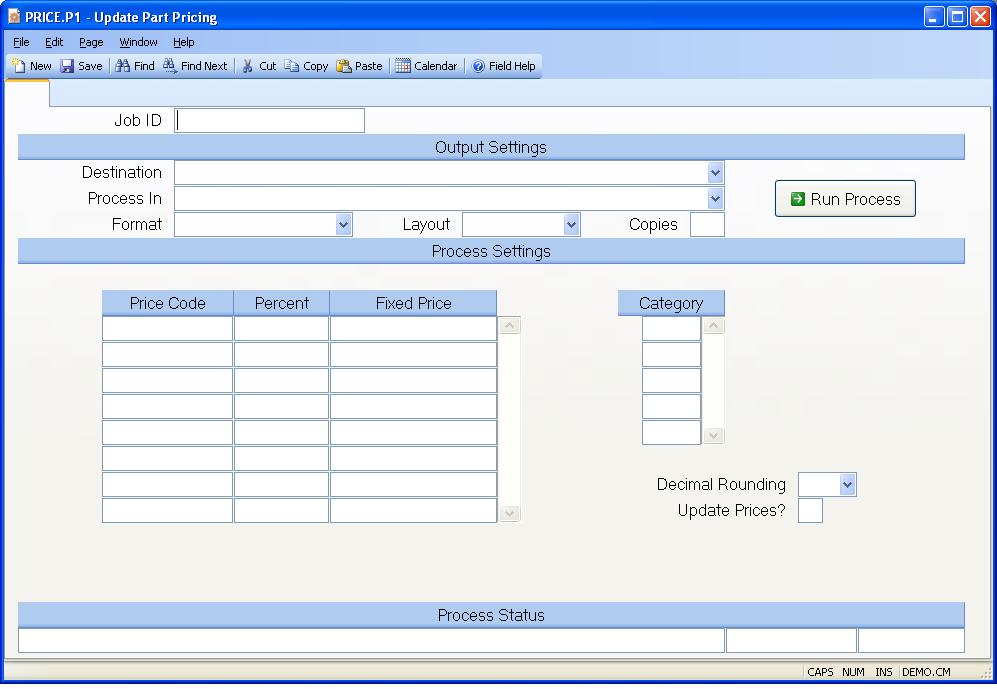 PRICE.P1 - Update Part Pricing
File Edit Page Window Help
New Save Find Find Next Cut Copy Paste Calendar Field Help
Job ID
Output Settings
Destination
Process In
Run Process
Format Layout Copies
Process Settings
Price Code Percent Fixed Price Category
Decimal Rounding
Update Prices?
Process Status
CAPS NUM INS DEMO.CM